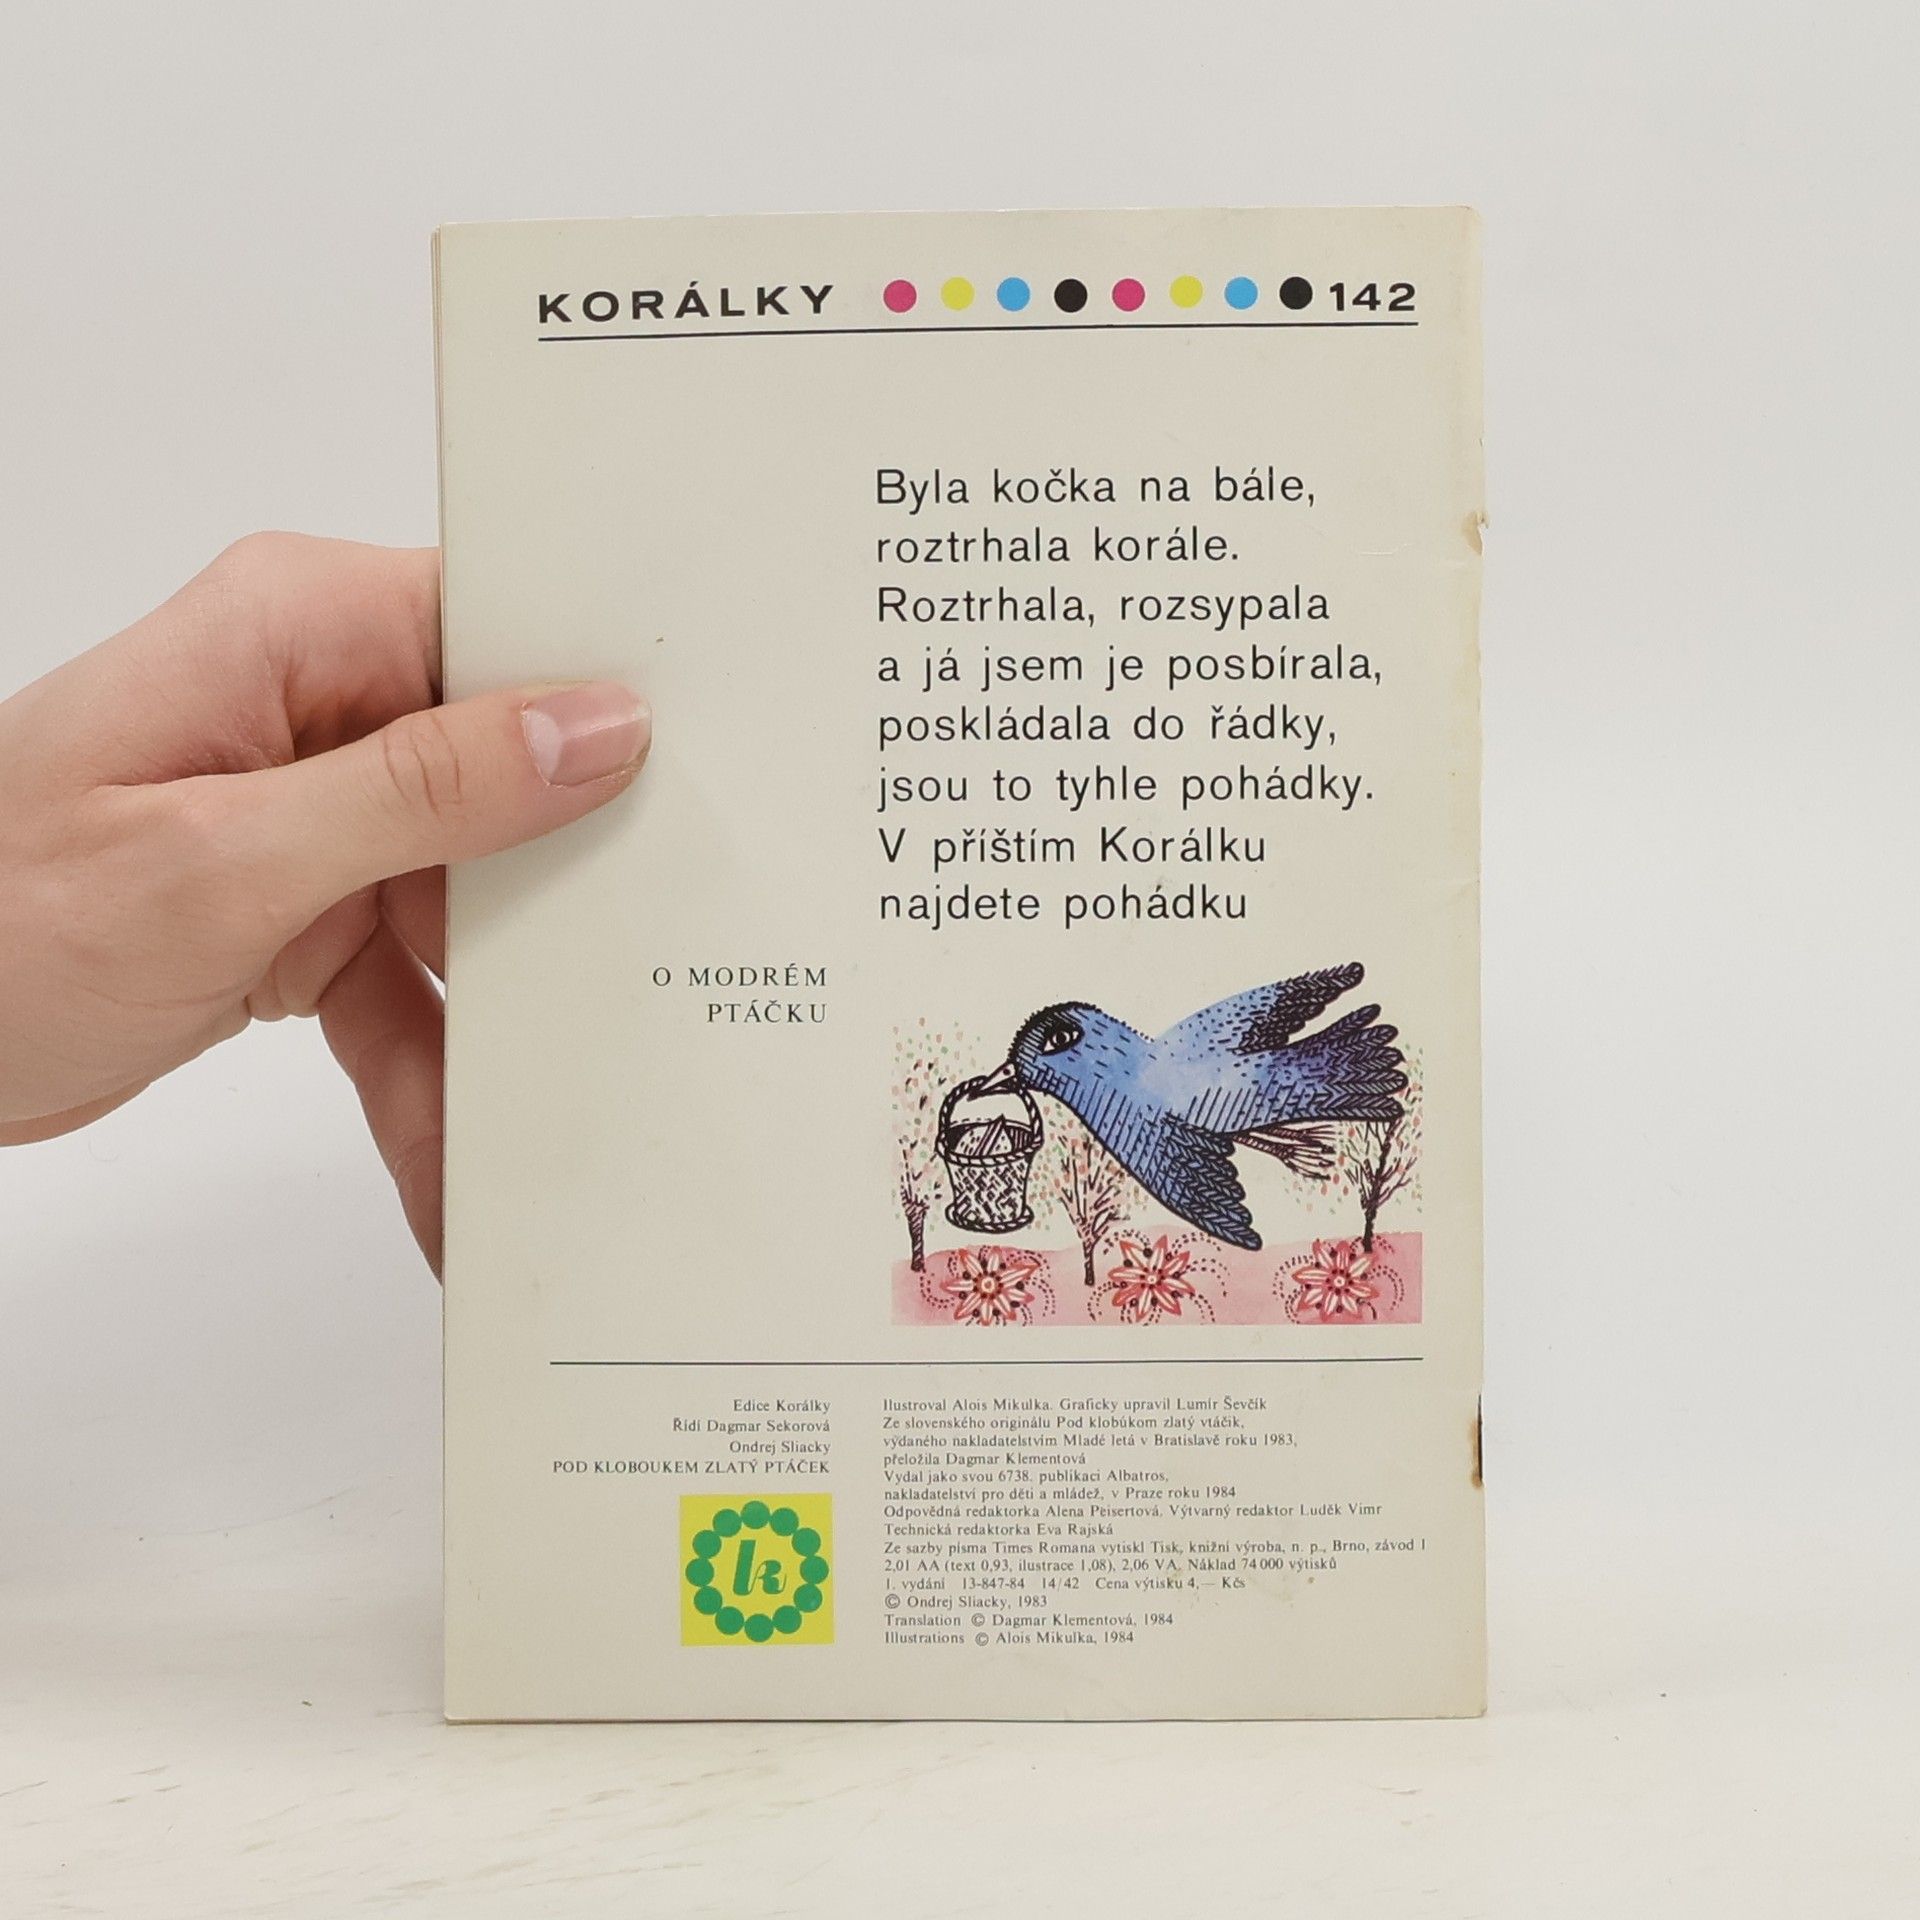 KORÁLKY 142
Byla kočka na bále,
roztrhala korále.
Roztrhala, rozsypala
a já jsem je posbírala,
poskládala do řádky,
jsou to tyhle pohádky.
V příštím Korálku
najdete pohádku
O MODRÉM
PTÁČKU
Edice Korálky
Řídí Dagmar Sekorová
Ondrej Sliacky
POD KLOBOUKEM ZLATÝ PTÁČEK
k
Ilustroval Alois Mikulka. Graficky upravil Lumír Ševčík
Ze slovenského originálu Pod klobúkom zlatý vtáčik,
výdaného nakladatelstvím Mladé letá v Bratislavě roku 1983,
přeložila Dagmar Klementová
Vydal jako svou 6738. publikaci Albatros,
nakladatelství pro děti a mládež, v Praze roku 1984
Odpovědná redaktorka Alena Peisertová. Výtvarný redaktor Luděk Vimr
Technická redaktorka Eva Rajská
Ze sazby písma Times Romana vytiskl Tisk, knižní výroba, n. p., Brno, závod 1
2,01 AA (text 0,93, ilustrace 1,08), 2,06 VA. Náklad 74 000 výtisků
1. vydání 13-847-84 14/42 Cena výtisku 4,— Kčs
© Ondrej Sliacky, 1983
Translation © Dagmar Klementová, 1984
Illustrations © Alois Mikulka, 1984